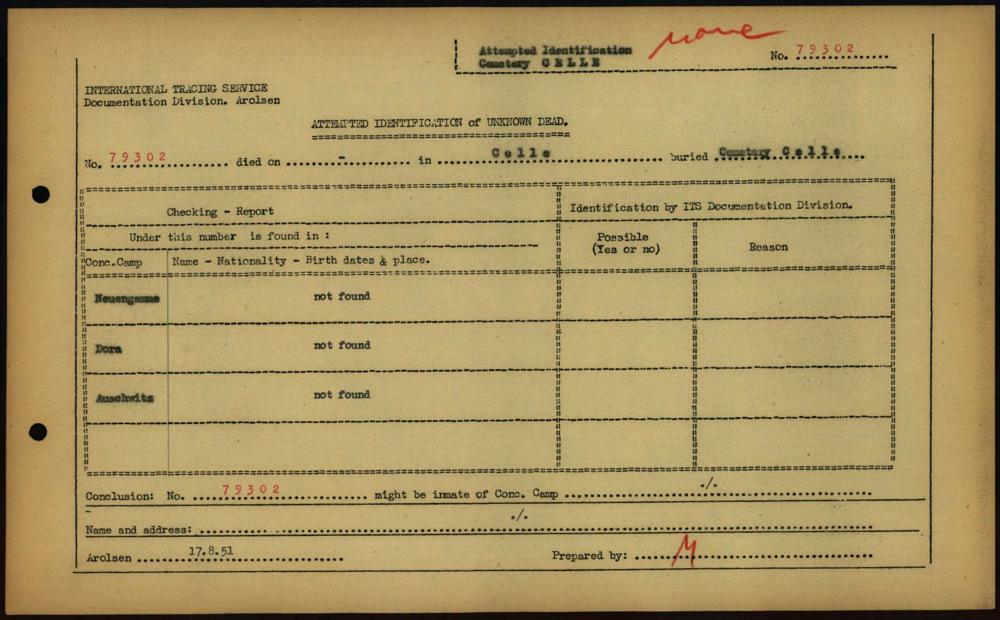 Attempted Identification
Cemetery CELLE
none
No. 79302
INTERNATIONAL TRACING SERVICE
Documentation Division. Arolsen
ATTEMPTED IDENTIFICATION of UNKNOWN DEAD.
No. 79302 died on - in Celle buried Cemetery Celle
Checking - Report
Identification by ITS Documentation Division.
Under this number is found in :
Possible
(Yes or no)
Reason
Conc.Camp
Name - Nationality - Birth dates & place.
Neuengamme not found
Dora not found
Auschwitz not found
Conclusion: No. 79302 might be inmate of Conc. Camp ./.
Name and address: ./.
Arolsen 17.8.51 Prepared by: M